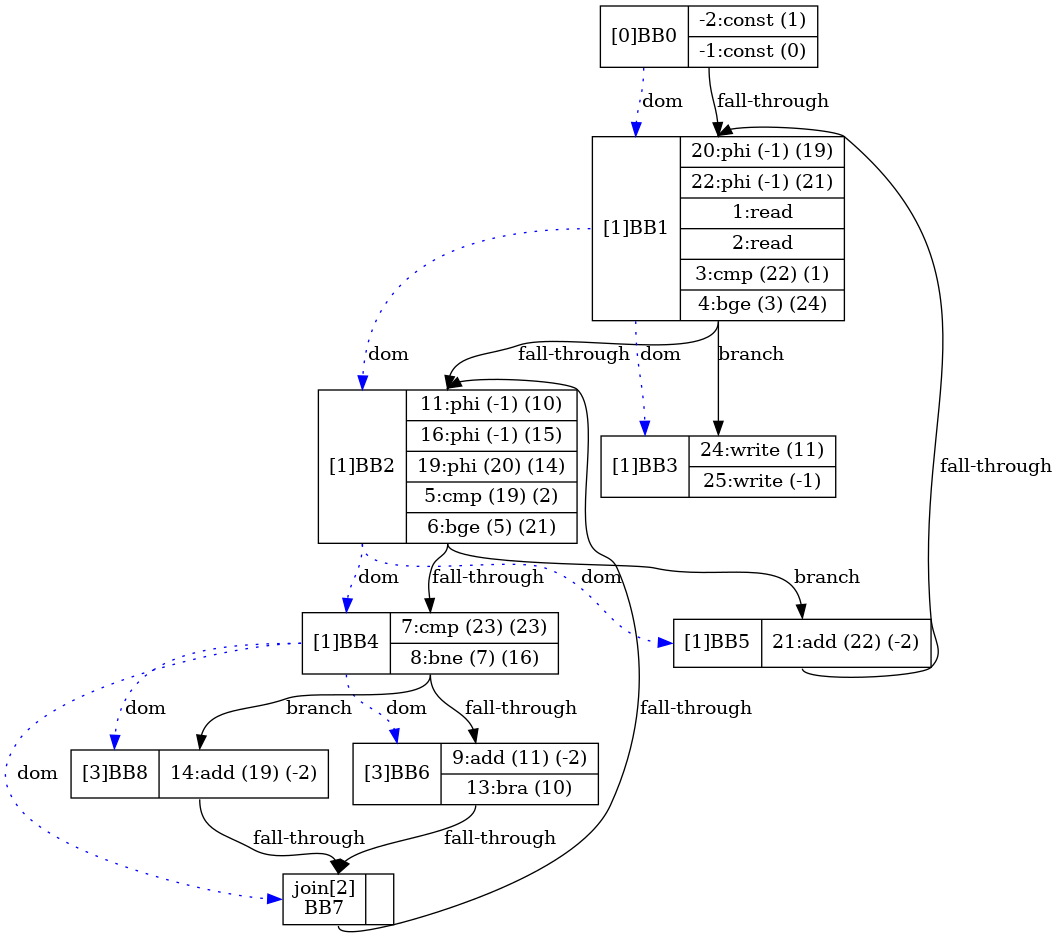 [0]BB0
-2:const (1)
-1:const (0)
dom
fall-through
[1]BB1
20:phi (-1) (19)
22:phi (-1) (21)
1:read
2:read
3:cmp (22) (1)
4:bge (3) (24)
dom
fall-through
dom
branch
[1]BB2
11:phi (-1) (10)
16:phi (-1) (15)
19:phi (20) (14)
5:cmp (19) (2)
6:bge (5) (21)
[1]BB3
24:write (11)
25:write (-1)
fall-through
dom
fall-through
dom
branch
[1]BB4
7:cmp (23) (23)
8:bne (7) (16)
[1]BB5
21:add (22) (-2)
dom
branch
dom
fall-through
fall-through
[3]BB8
14:add (19) (-2)
[3]BB6
9:add (11) (-2)
13:bra (10)
dom
fall-through
fall-through
join[2]
BB7